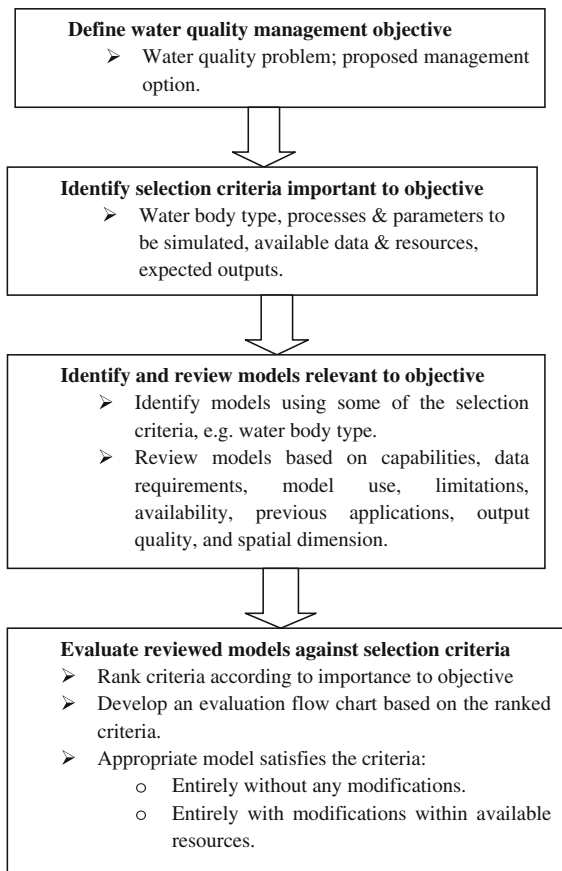 Define water quality management objective
➢ Water quality problem; proposed management
option.
Identify selection criteria important to objective
➢ Water body type, processes & parameters to
be simulated, available data & resources,
expected outputs.
Identify and review models relevant to objective
➢ Identify models using some of the selection
criteria, e.g. water body type.
➢ Review models based on capabilities, data
requirements, model use, limitations,
availability, previous applications, output
quality, and spatial dimension.
Evaluate reviewed models against selection criteria
➢ Rank criteria according to importance to objective
➢ Develop an evaluation flow chart based on the ranked
criteria.
➢ Appropriate model satisfies the criteria:
o Entirely without any modifications.
o Entirely with modifications within available
resources.